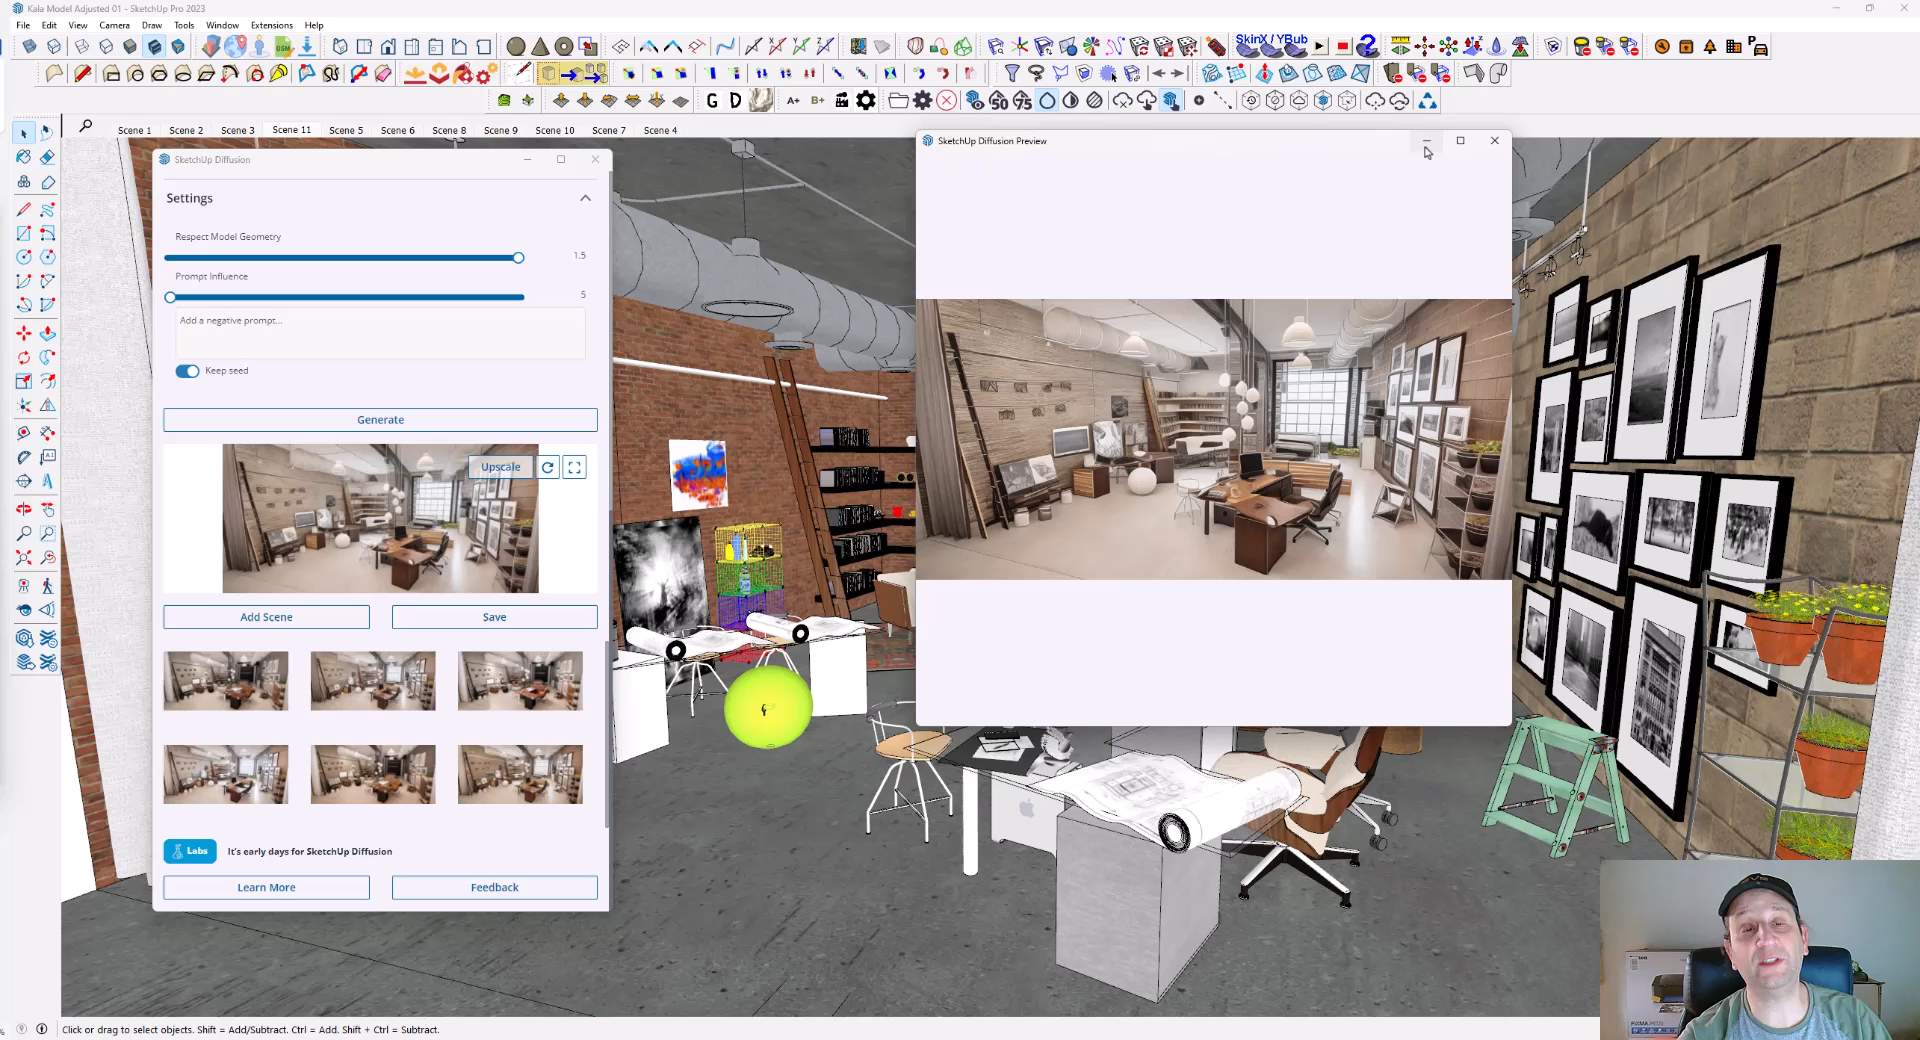 Kala Model Adjusted 01 - SketchUp Pro 2023
File Edit View Camera Draw Tools Window Extensions Help
SkinX / YBub
G D A+ B+ 50 75
Scene 1 Scene 2 Scene 3 Scene 11 Scene 5 Scene 6 Scene 8 Scene 9 Scene 10 Scene 7 Scene 4
SketchUp Diffusion
Settings
Respect Model Geometry
1.5
Prompt Influence
5
Add a negative prompt...
Keep seed
Generate
Upscale
Add Scene Save
Labs It's early days for SketchUp Diffusion
Learn More Feedback
SketchUp Diffusion Preview
PIXMA
Click or drag to select objects. Shift = Add/Subtract. Ctrl = Add. Shift + Ctrl = Subtract.